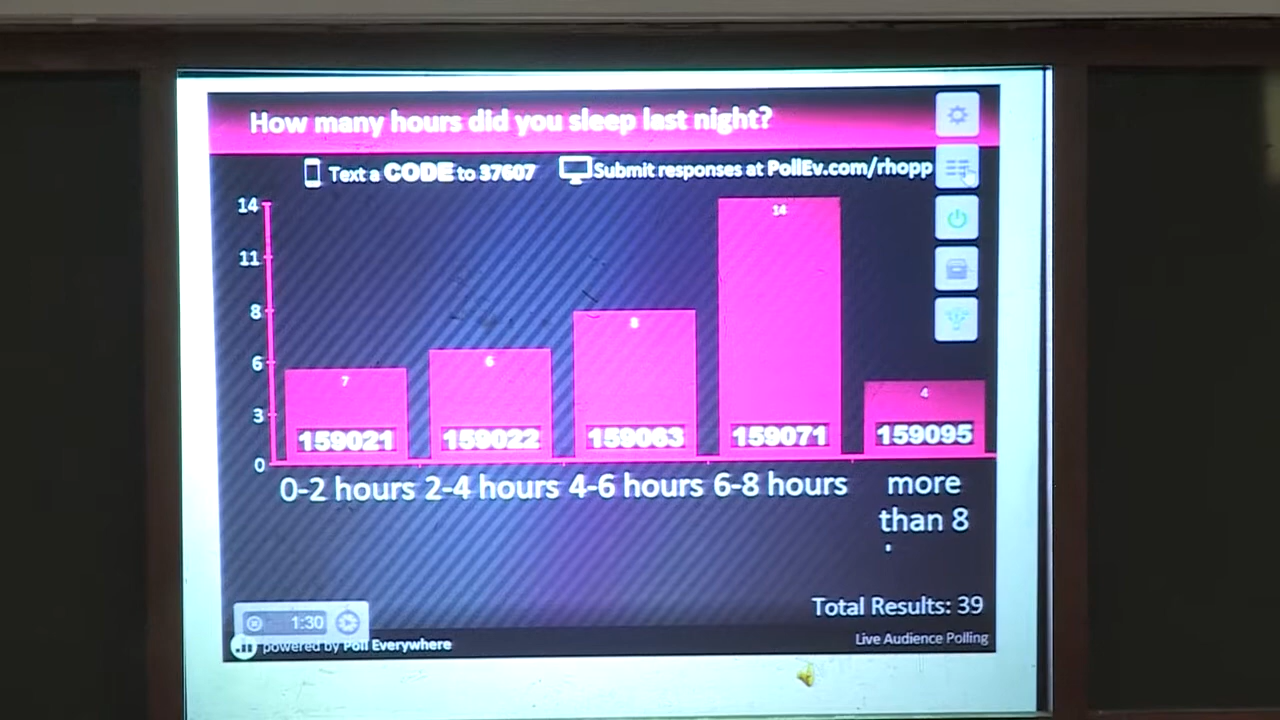 How many hours did you sleep last night?
Text a CODE to 37607 Submit responses at PollEv.com/rhopp
14
11
8
6
3
0
7
6
8
14
4
159021 159022 159063 159071 159095
0-2 hours 2-4 hours 4-6 hours 6-8 hours more
than 8
Total Results: 39
1:30
powered by Poll Everywhere
Live Audience Polling